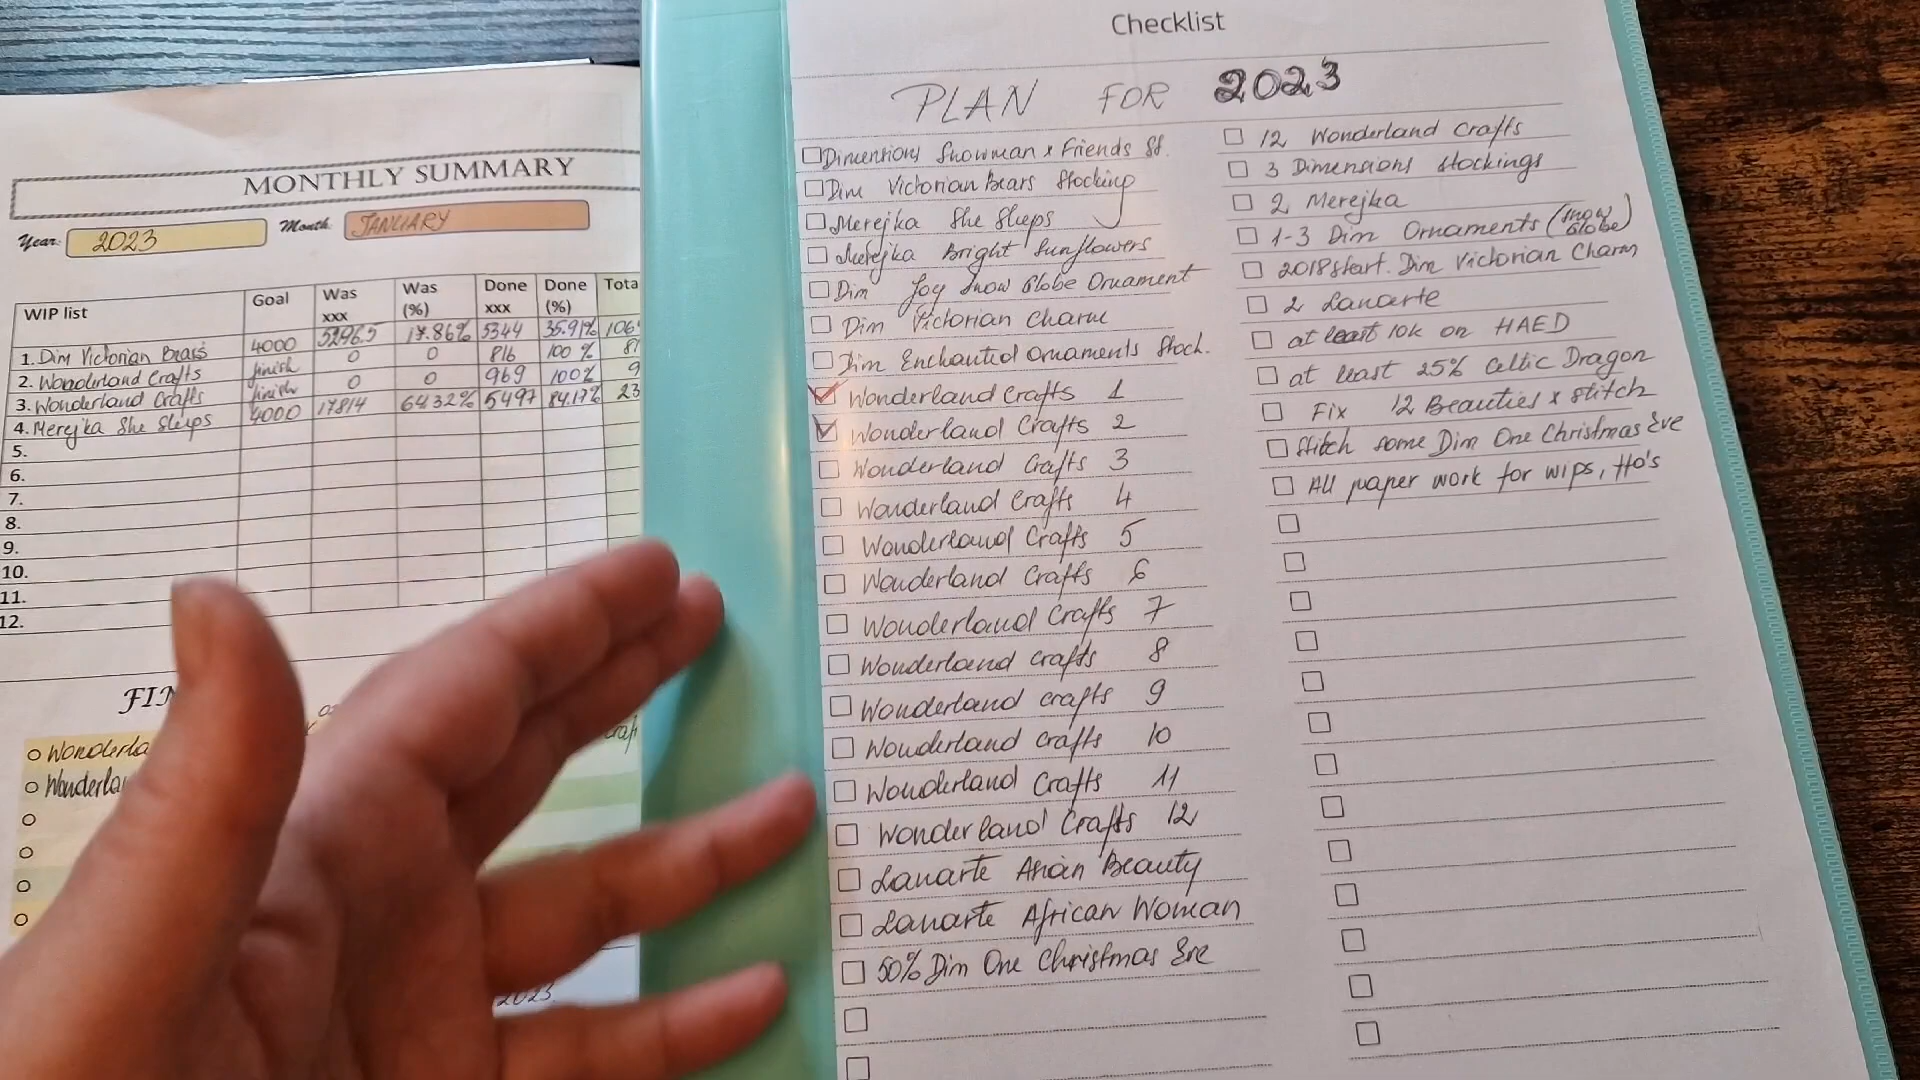 MONTHLY SUMMARY
Year: 2023 Month JANUARY
WIP list Goal Was xxx Was (%) Done xxx Done (%) Tota
1. Dim Victorian Bears 4000 17.86% 5344 35.91% 106
2. Wonderland Crafts finish 0 0 816 100% 81
3. Wonderland Crafts finish 0 0 969 100% 9
4. Merejka She Sleeps 4000 17814 64.32% 5497 84.17% 23
5.
6.
7.
8.
9.
10.
11.
12.
FIN
Wonderla
Wonderlan
craft
2023
Checklist
PLAN FOR 2023
Dimensions Snowman & Friends St.
Dim Victorian Bears Stocking
Merejka She Sleeps
Merejka Bright Sunflowers
Dim Joy Snow Globe Ornament
Dim Victorian Charm
Dim Enchanted Ornaments Stock.
Wonderland Crafts 1
Wonderland Crafts 2
Wonderland Crafts 3
Wonderland Crafts 4
Wonderland Crafts 5
Wonderland Crafts 6
Wonderland Crafts 7
Wonderland Crafts 8
Wonderland Crafts 9
Wonderland Crafts 10
Wonderland Crafts 11
Wonderland Crafts 12
Lanarte Asian Beauty
Lanarte African Woman
50% Dim One Christmas Eve
12 Wonderland Crafts
3 Dimensions stockings
2 Merejka
1-3 Dim Ornaments (snow globe)
2018 start. Dim Victorian Charm
2 Lanarte
at least 10k on HAED
at least 25% Celtic Dragon
Fix 12 Beauties x stitch
Stitch some Dim One Christmas Eve
All paper work for wips, Ho's